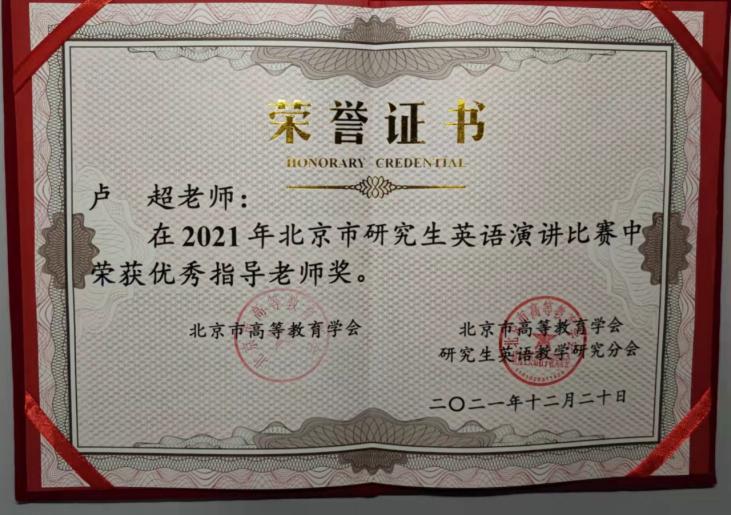 荣誉证书
HONORARY CREDENTIAL
卢 超老师：
在2021年北京市研究生英语演讲比赛中
荣获优秀指导老师奖。
北京市高等教育学会
北京市高等教育学会
研究生英语教学研究分会
二〇二一年十二月二十日